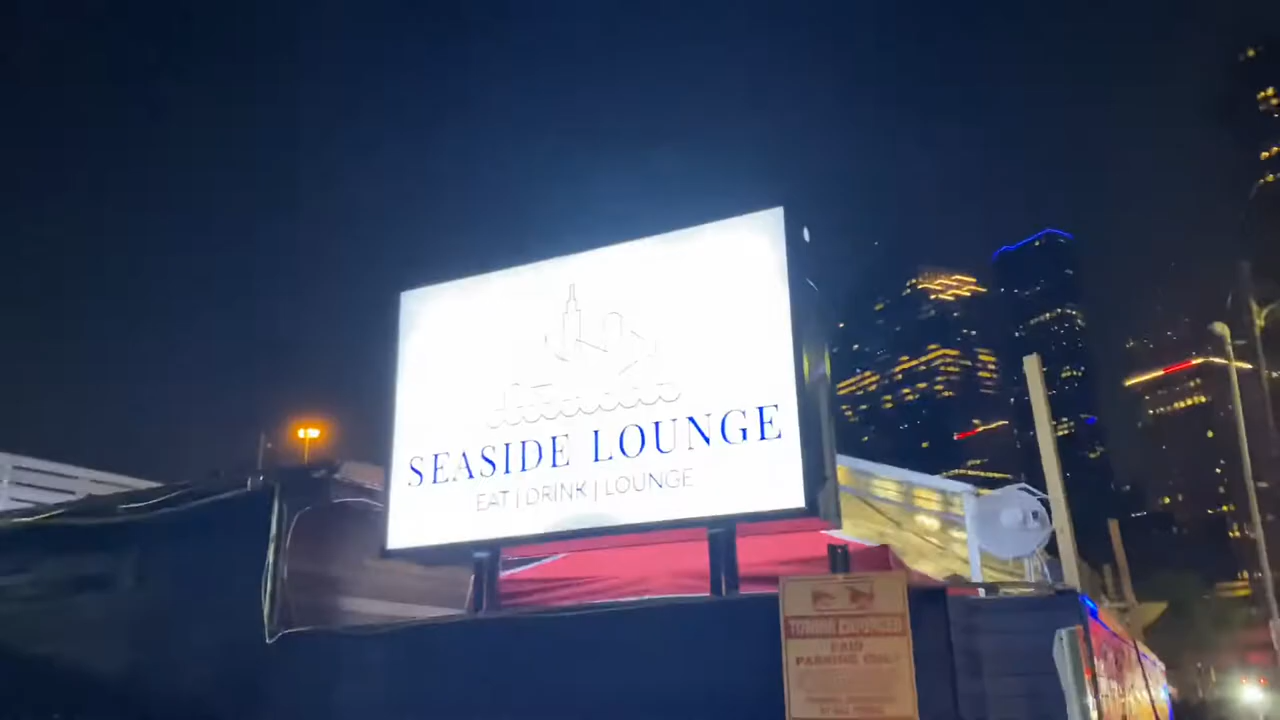 SEASIDE LOUNGE
EAT | DRINK | LOUNGE
TOWING ENFORCED
PAID
PARKING ONLY